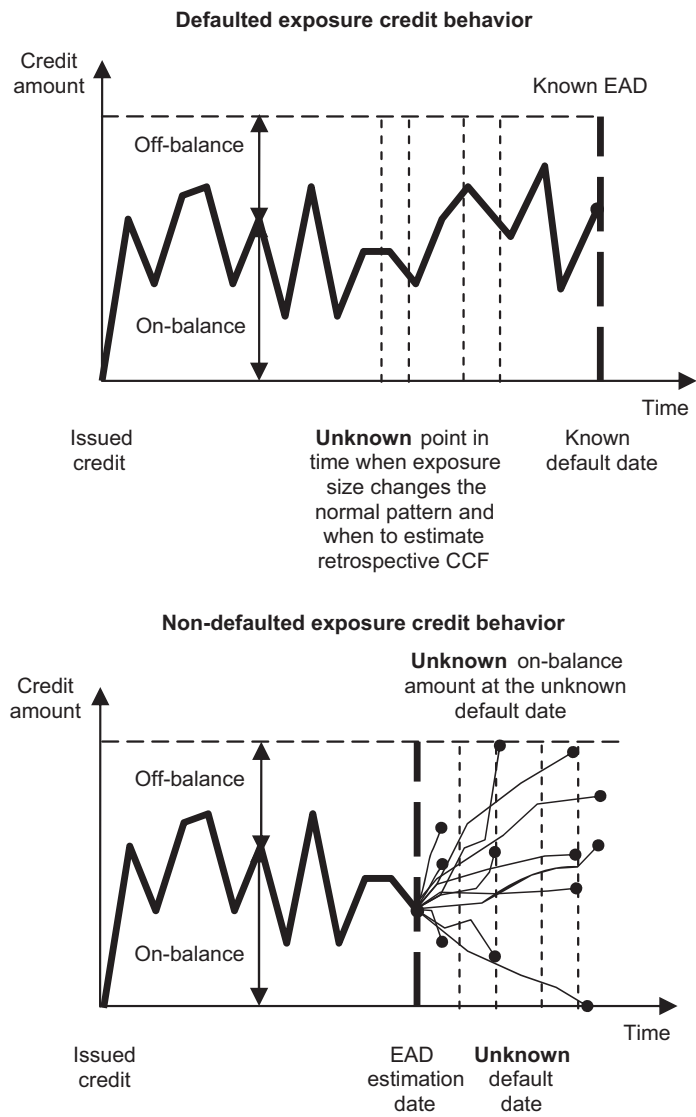 Defaulted exposure credit behavior
Credit
amount
Known EAD
Off-balance
On-balance
Time
Issued
credit
Unknown point in
time when exposure
size changes the
normal pattern and
when to estimate
retrospective CCF
Known
default date
Non-defaulted exposure credit behavior
Unknown on-balance
amount at the unknown
default date
Credit
amount
Off-balance
On-balance
Time
Issued
credit
EAD
estimation
date
Unknown
default
date